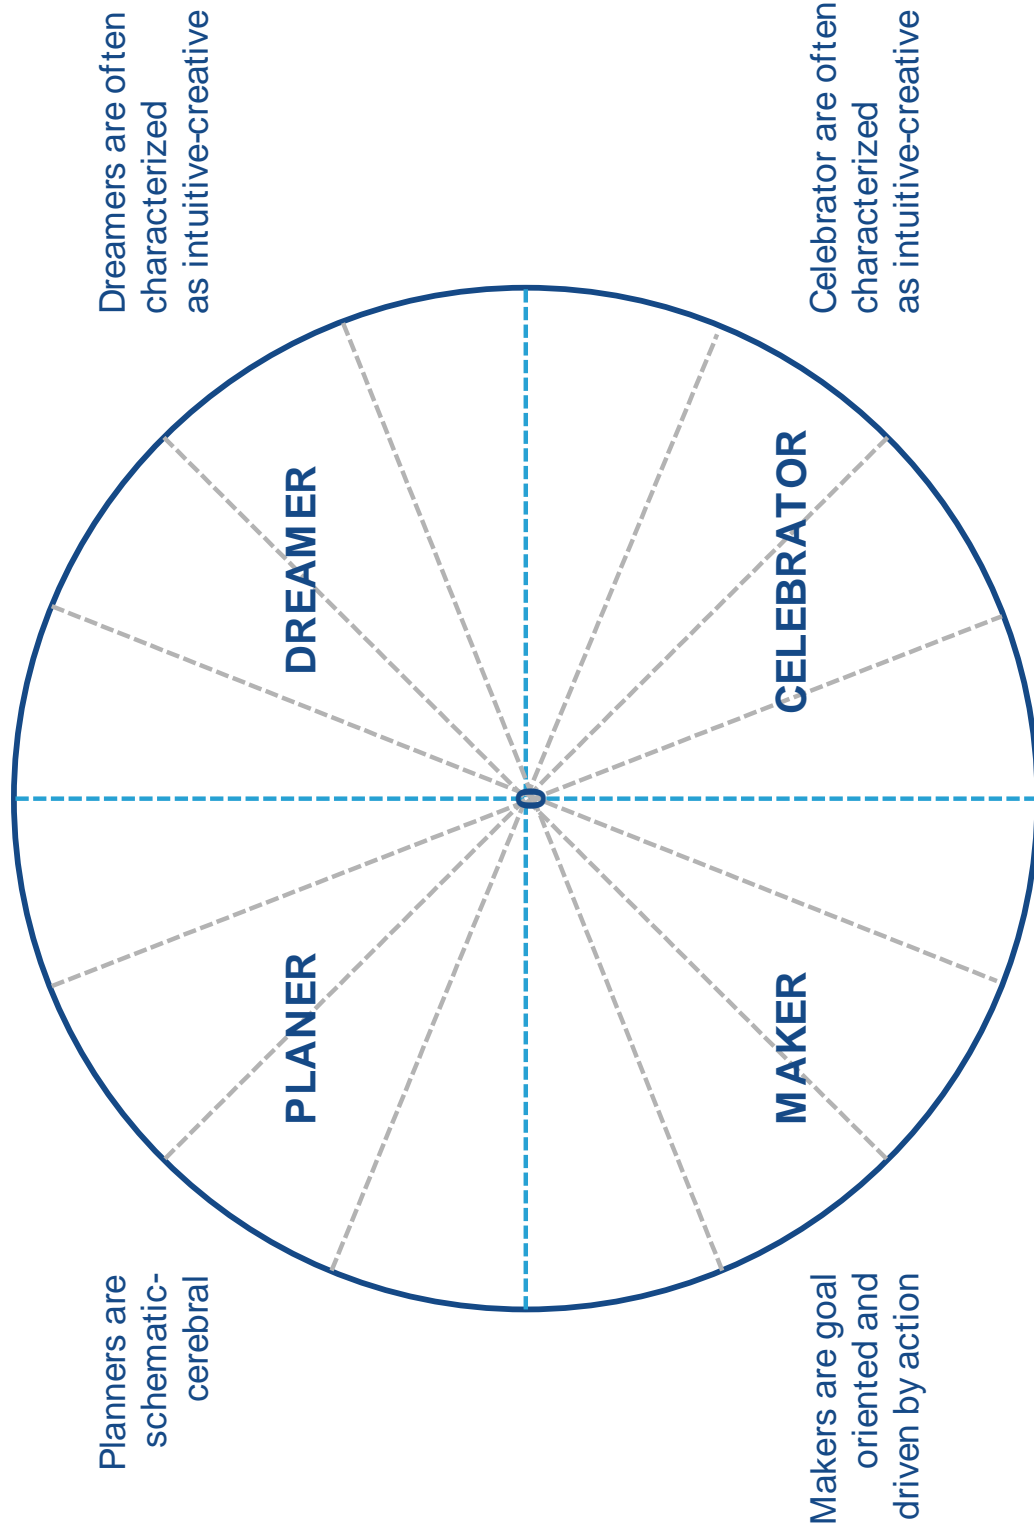 Planners are
schematic-
cerebral
Dreamers are often
characterized
as intuitive-creative
PLANER
DREAMER
0
MAKER
CELEBRATOR
Makers are goal
oriented and
driven by action
Celebrator are often
characterized
as intuitive-creative